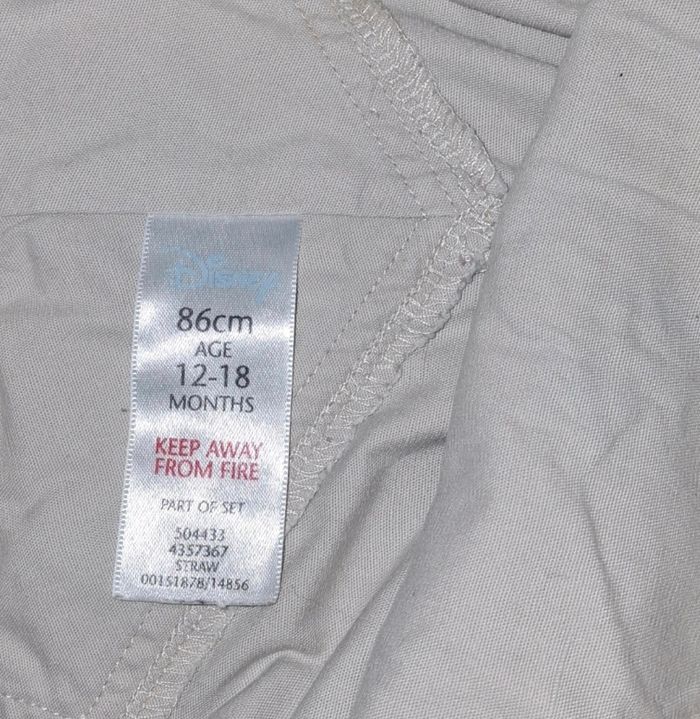 Disney
86cm
AGE
12-18
MONTHS
KEEP AWAY
FROM FIRE
PART OF SET
504433
4357367
STRAW
00151878/14856